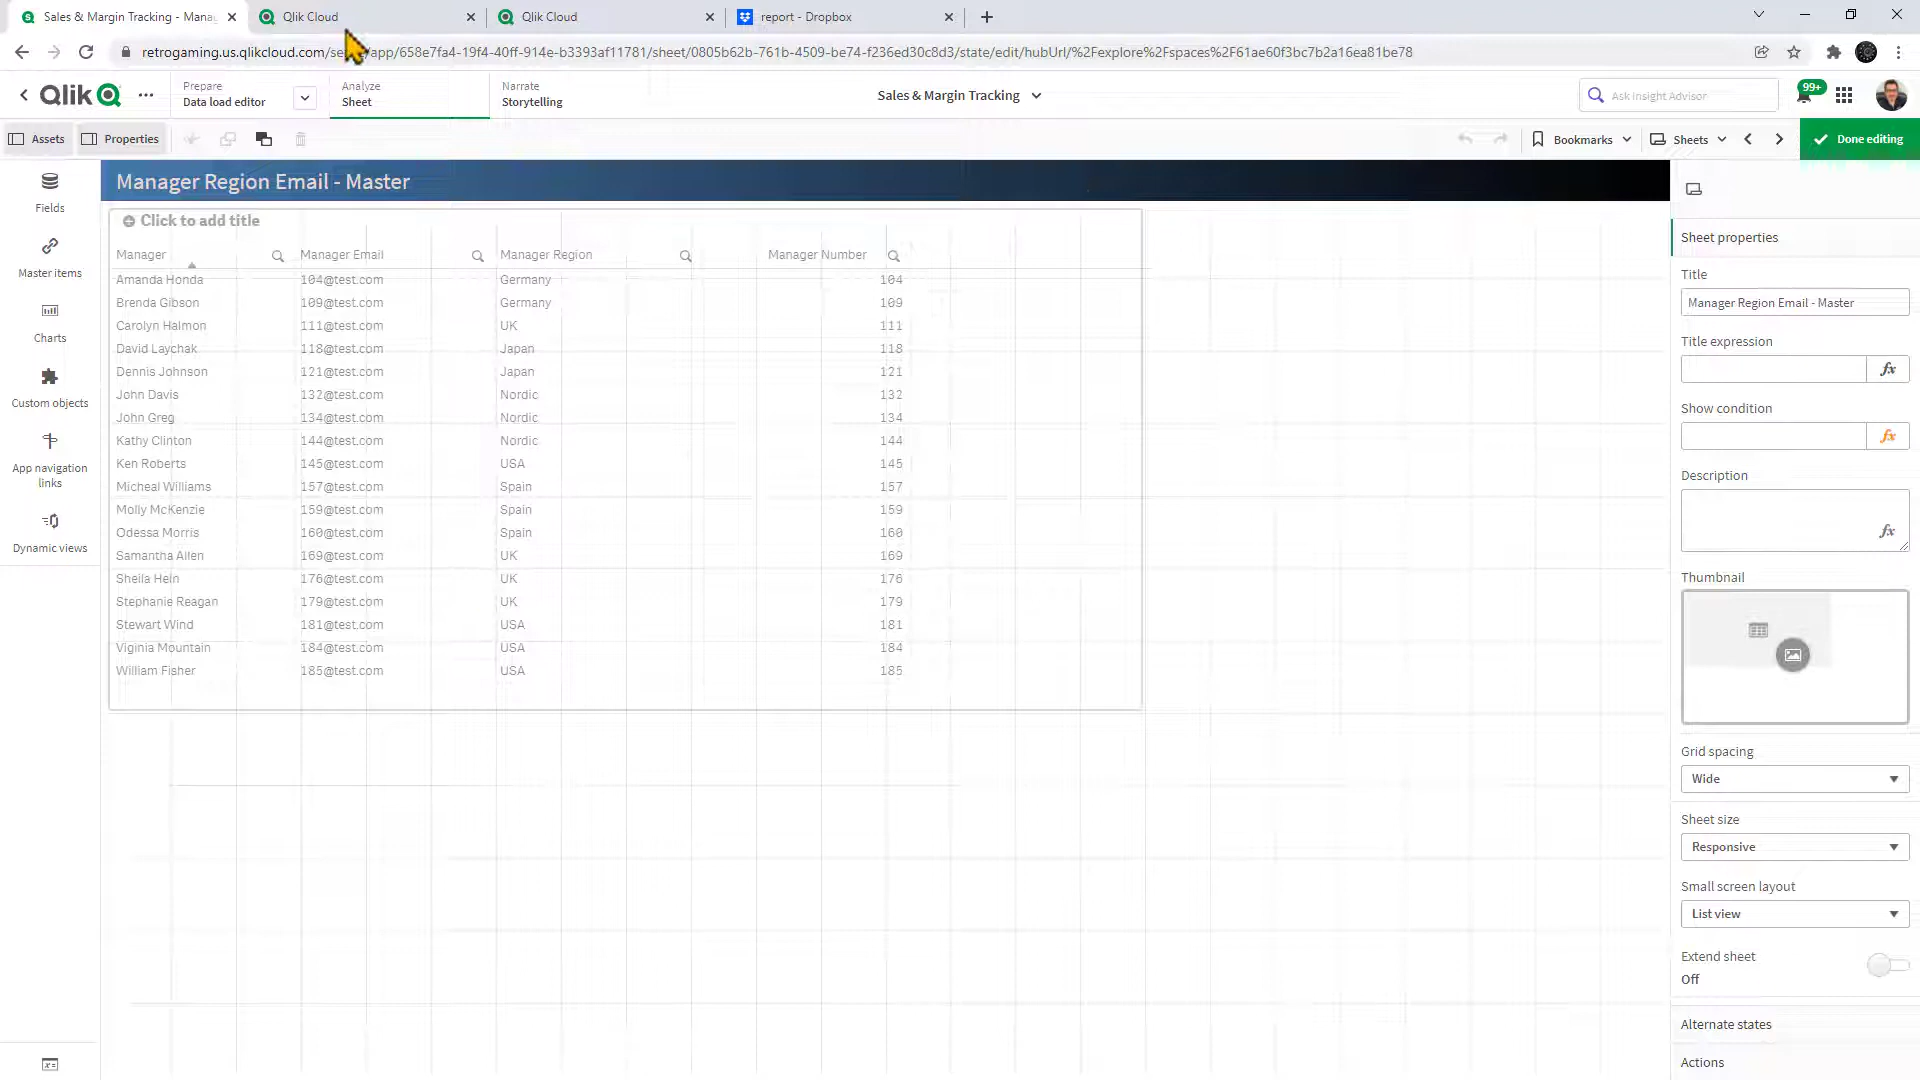 Sales & Margin Tracking - Mana
Qlik Cloud
Qlik Cloud
report - Dropbox
retrogaming.us.qlikcloud.com/se app/658e7fa4-19f4-40ff-914e-b3393af11781/sheet/0805b62b-761b-4509-be74-f236ed30c8d3/state/edit/hubUrl/%2Fexplore%2Fspaces%2F61ae60f3bc7b2a16ea81be78
Qlik
Prepare
Data load editor
Analyze
Sheet
Narrate
Storytelling
Sales & Margin Tracking
Ask Insight Advisor
99+
Assets
Properties
Bookmarks
Sheets
Done editing
Fields
Master items
Charts
Custom objects
App navigation
links
Dynamic views
Manager Region Email - Master
Click to add title
Manager Manager Email Manager Region Manager Number
Amanda Honda 104@test.com Germany 104
Brenda Gibson 109@test.com Germany 109
Carolyn Halmon 111@test.com UK 111
David Laychak 118@test.com Japan 118
Dennis Johnson 121@test.com Japan 121
John Davis 132@test.com Nordic 132
John Greg 134@test.com Nordic 134
Kathy Clinton 144@test.com Nordic 144
Ken Roberts 145@test.com USA 145
Micheal Williams 157@test.com Spain 157
Molly McKenzie 159@test.com Spain 159
Odessa Morris 160@test.com Spain 160
Samantha Allen 169@test.com UK 169
Sheila Hein 176@test.com UK 176
Stephanie Reagan 179@test.com UK 179
Stewart Wind 181@test.com USA 181
Viginia Mountain 184@test.com USA 184
William Fisher 185@test.com USA 185
Sheet properties
Title
Manager Region Email - Master
Title expression
fx
Show condition
fx
Description
fx
Thumbnail
Grid spacing
Wide
Sheet size
Responsive
Small screen layout
List view
Extend sheet
Off
Alternate states
Actions